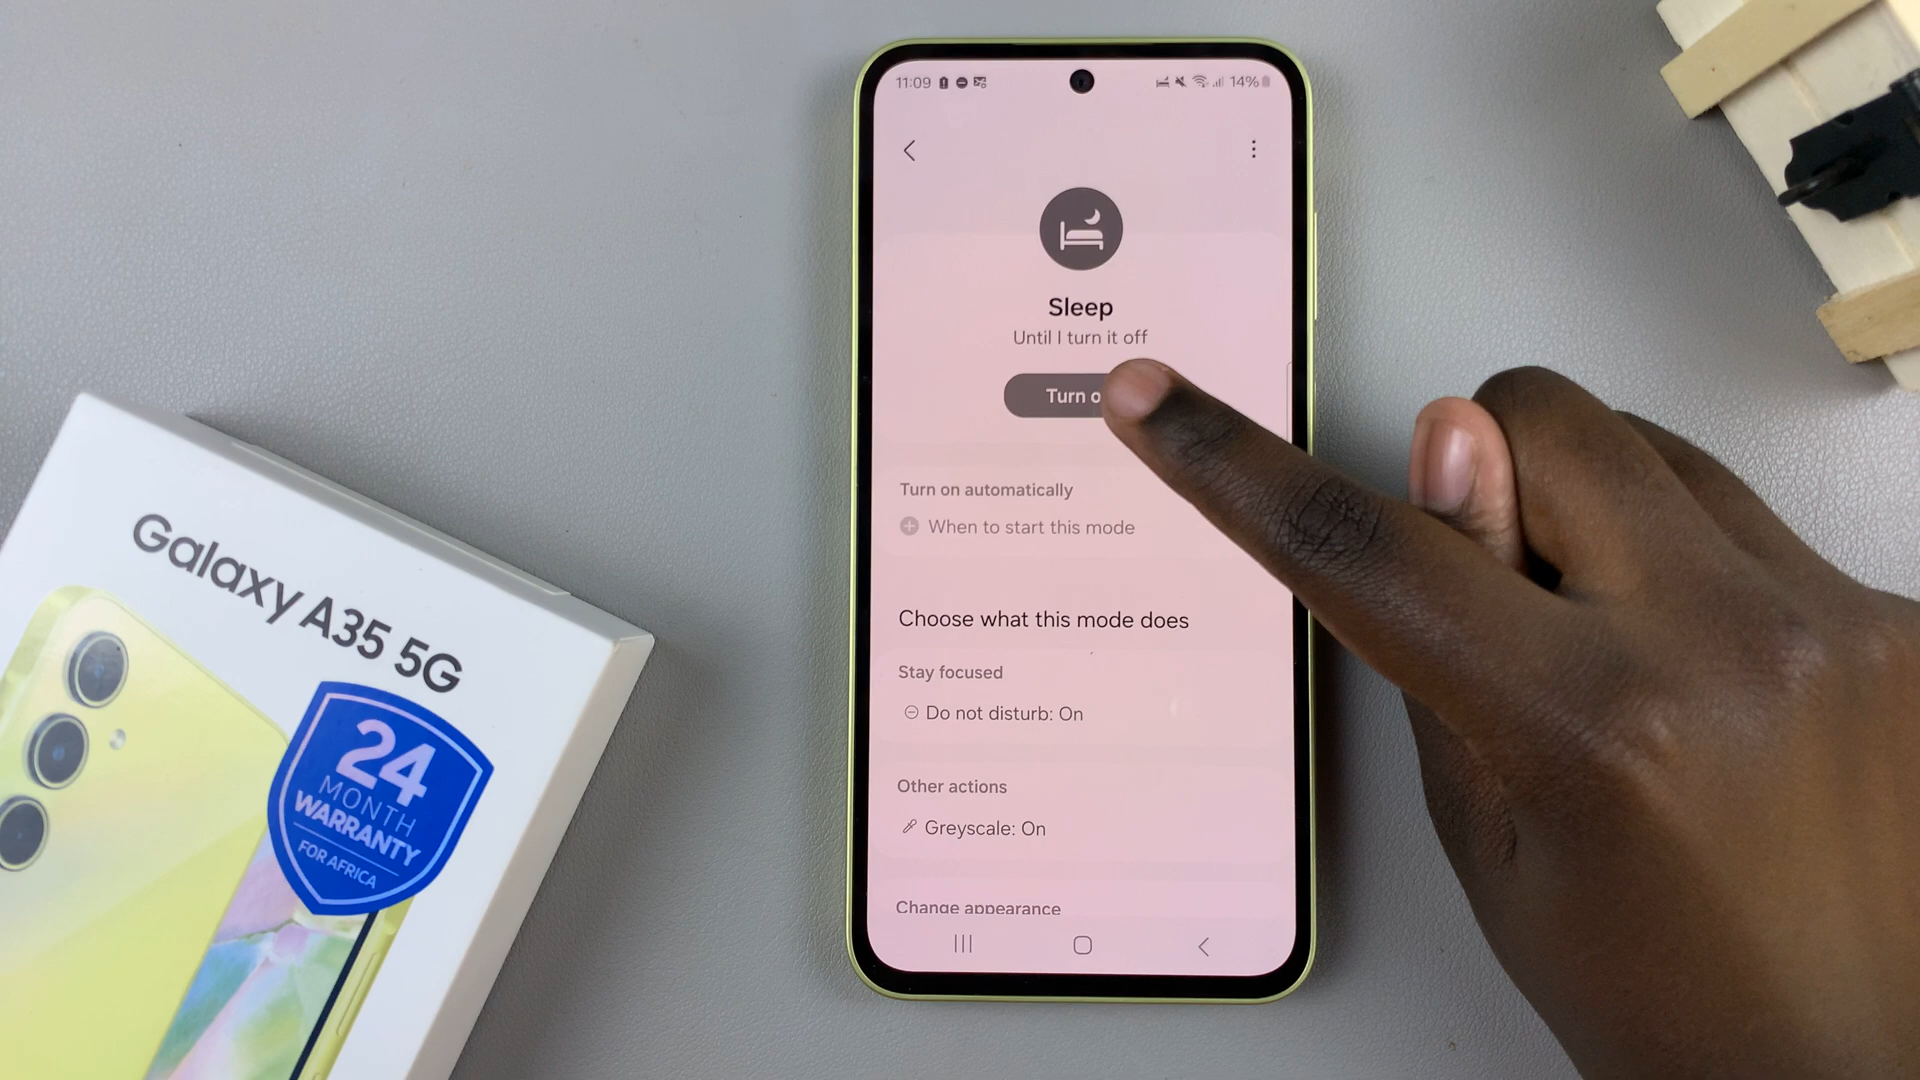 11:09
14%
Sleep
Until I turn it off
Turn
Turn on automatically
When to start this mode
Choose what this mode does
Stay focused
Do not disturb: On
Other actions
Greyscale: On
Change appearance
Galaxy A35 5G
24
MONTH
WARRANTY
FOR AFRICA